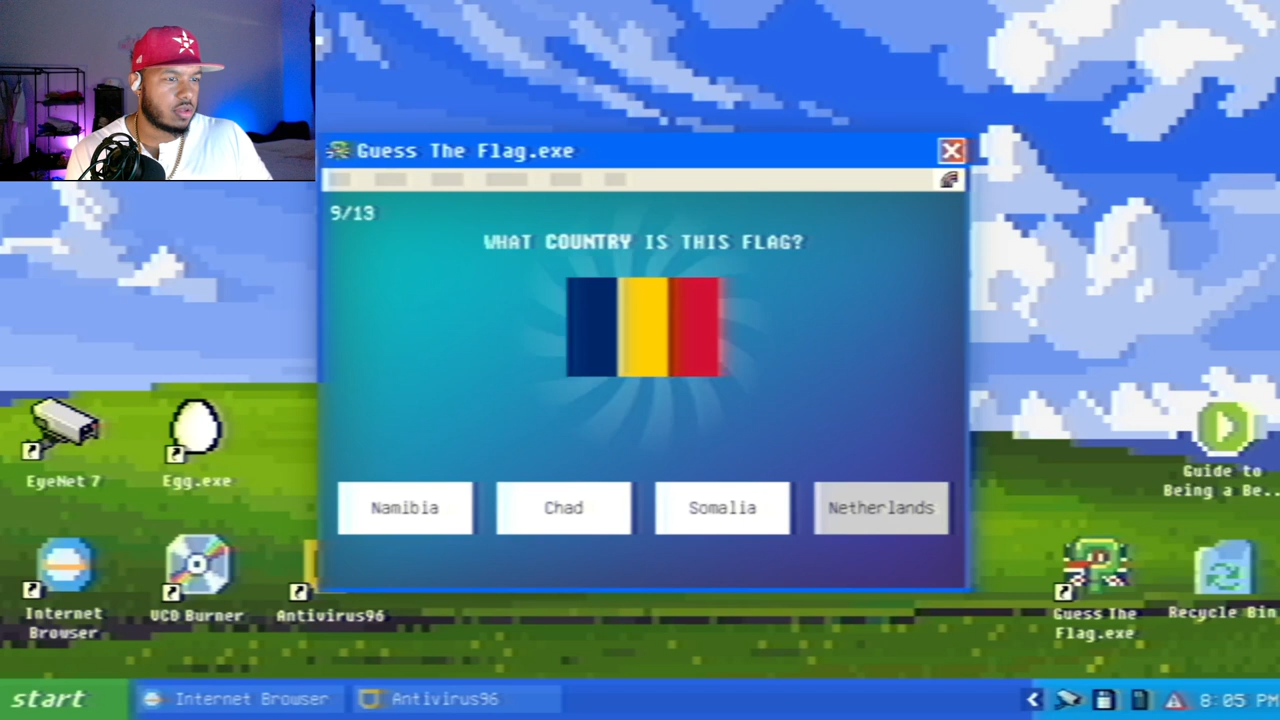 Guess The Flag.exe
9/13
WHAT COUNTRY IS THIS FLAG?
Namibia
Chad
Somalia
Netherlands
EyeNet 7
Egg.exe
Guide to
Being a Be..
Internet
Browser
VCD Burner
Antivirus96
Guess The
Flag.exe
Recycle Bin
start
Internet Browser
Antivirus96
8:05 PM